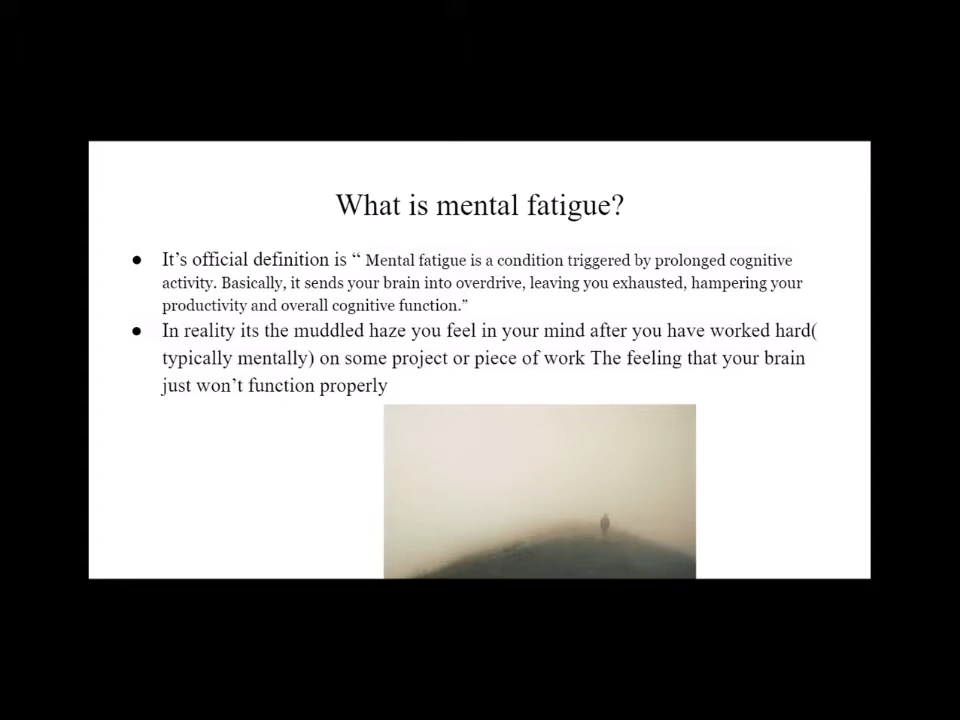 What is mental fatigue?
● It’s official definition is “ Mental fatigue is a condition triggered by prolonged cognitive
activity. Basically, it sends your brain into overdrive, leaving you exhausted, hampering your
productivity and overall cognitive function.”
● In reality its the muddled haze you feel in your mind after you have worked hard(
typically mentally) on some project or piece of work The feeling that your brain
just won’t function properly